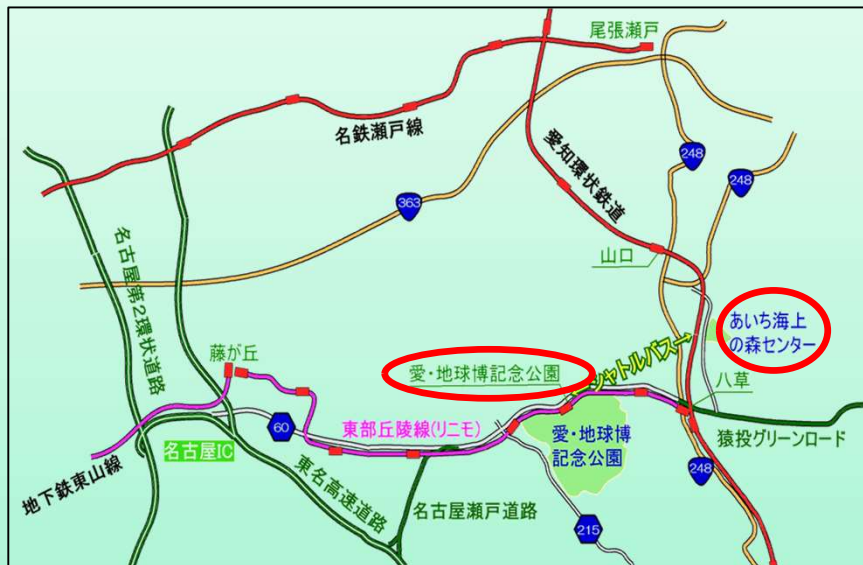 尾張瀬戸
名鉄瀬戸線
愛知環状鉄道
248
248
363
名古屋第2環状道路
山口
あいち海上
の森センター
シャトルバス→
藤が丘
愛・地球博記念公園
八草
60
東部丘陵線(リニモ)
愛・地球博
記念公園
猿投グリーンロード
名古屋IC
地下鉄東山線
東名高速道路
名古屋瀬戸道路
248
215